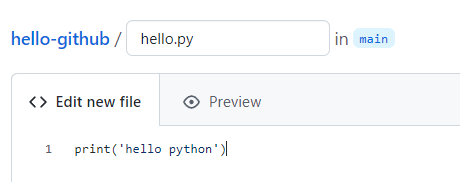 hello-github / hello.py in main
Edit new file Preview
1 print('hello python')